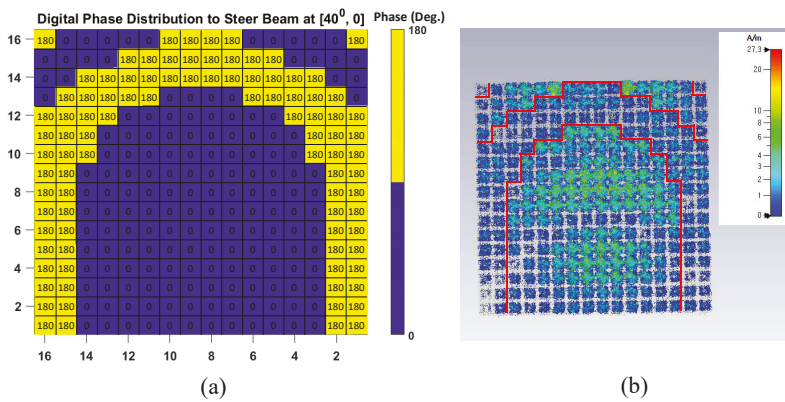 Digital Phase Distribution to Steer Beam at [40⁰, 0]
Phase (Deg.)
180
0
16 180 0 0 0 0 0 180 180 180 180 0 0 0 0 0 180
0 0 0 0 180 180 180 180 180 180 180 180 0 0 0 0
14 0 0 180 180 180 180 180 180 180 180 180 180 180 180 0 0
0 180 180 180 180 180 0 0 0 0 180 180 180 180 180 0
12 180 180 180 180 0 0 0 0 0 0 0 0 180 180 180 180
180 180 180 0 0 0 0 0 0 0 0 0 0 180 180 180
10 180 180 180 0 0 0 0 0 0 0 0 0 0 180 180 180
180 180 0 0 0 0 0 0 0 0 0 0 0 0 180 180
8 180 180 0 0 0 0 0 0 0 0 0 0 0 0 180 180
180 180 0 0 0 0 0 0 0 0 0 0 0 0 180 180
6 180 180 0 0 0 0 0 0 0 0 0 0 0 0 180 180
180 180 0 0 0 0 0 0 0 0 0 0 0 0 180 180
4 180 180 0 0 0 0 0 0 0 0 0 0 0 0 180 180
180 180 0 0 0 0 0 0 0 0 0 0 0 0 180 180
2 180 180 0 0 0 0 0 0 0 0 0 0 0 0 180 180
180 180 0 0 0 0 0 0 0 0 0 0 0 0 180 180
16 14 12 10 8 6 4 2
(a)
A/m
27,3
20
10
8
6
4
3
2
1
0
(b)